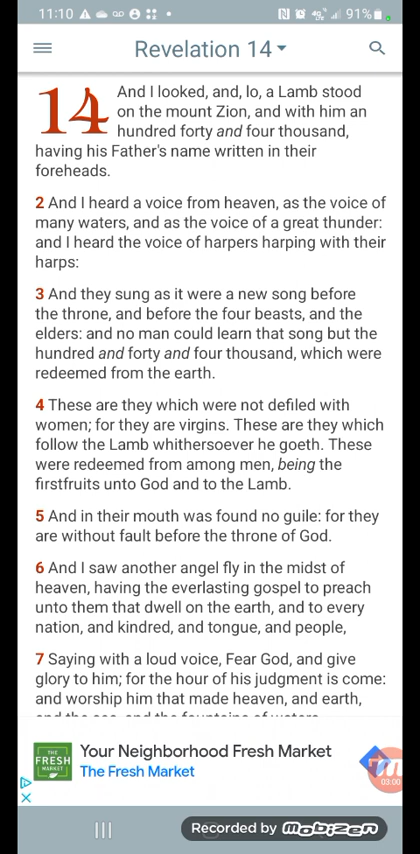 11:10
91%
Revelation 14
14 And I looked, and, lo, a Lamb stood
on the mount Zion, and with him an
hundred forty and four thousand,
having his Father's name written in their
foreheads.
2 And I heard a voice from heaven, as the voice of
many waters, and as the voice of a great thunder:
and I heard the voice of harpers harping with their
harps:
3 And they sung as it were a new song before
the throne, and before the four beasts, and the
elders: and no man could learn that song but the
hundred and forty and four thousand, which were
redeemed from the earth.
4 These are they which were not defiled with
women; for they are virgins. These are they which
follow the Lamb whithersoever he goeth. These
were redeemed from among men, being the
firstfruits unto God and to the Lamb.
5 And in their mouth was found no guile: for they
are without fault before the throne of God.
6 And I saw another angel fly in the midst of
heaven, having the everlasting gospel to preach
unto them that dwell on the earth, and to every
nation, and kindred, and tongue, and people,
7 Saying with a loud voice, Fear God, and give
glory to him; for the hour of his judgment is come:
and worship him that made heaven, and earth,
and the sea, and the fountains of waters
THE
FRESH
MARKET
Your Neighborhood Fresh Market
The Fresh Market
03:00
Recorded by mobizen